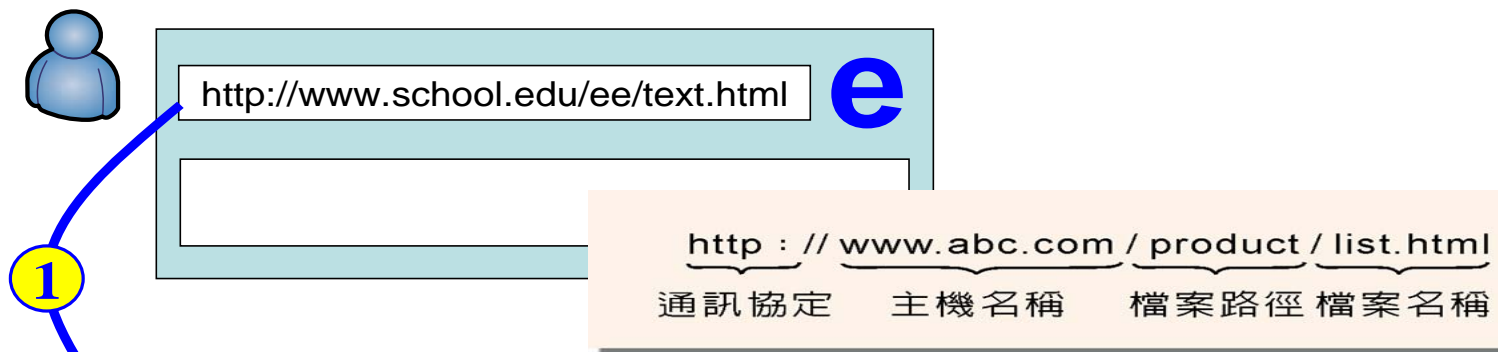 http://www.school.edu/ee/text.html
e
http : // www.abc.com / product / list.html
通訊協定 主機名稱 檔案路徑 檔案名稱
1